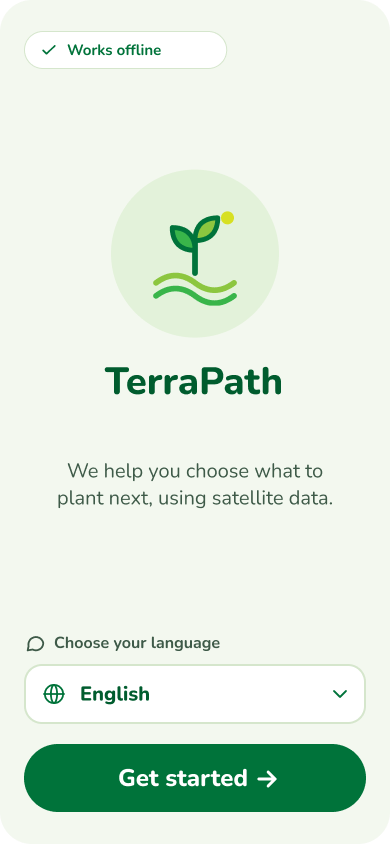 Works offline
TerraPath
We help you choose what to
plant next, using satellite data.
Choose your language
English
Get started